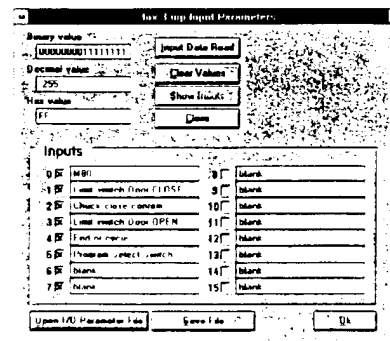 Input Parameters
Binary value
0000000011111111
Input Data Read
Decimal value
255
Clear Values
Hex value
Show Inputs
FF
Inputs
0 M80
8 blank
1 Limit switch Door CLOSE
9 blank
2 Chuck close confirm
10 blank
3 Limit switch Door OPEN
11 blank
4 End of cycle
12 blank
5 Program select switch
13 blank
6 blank
14 blank
7 blank
15 blank
Open I/O Parameter File
Save File
Ok